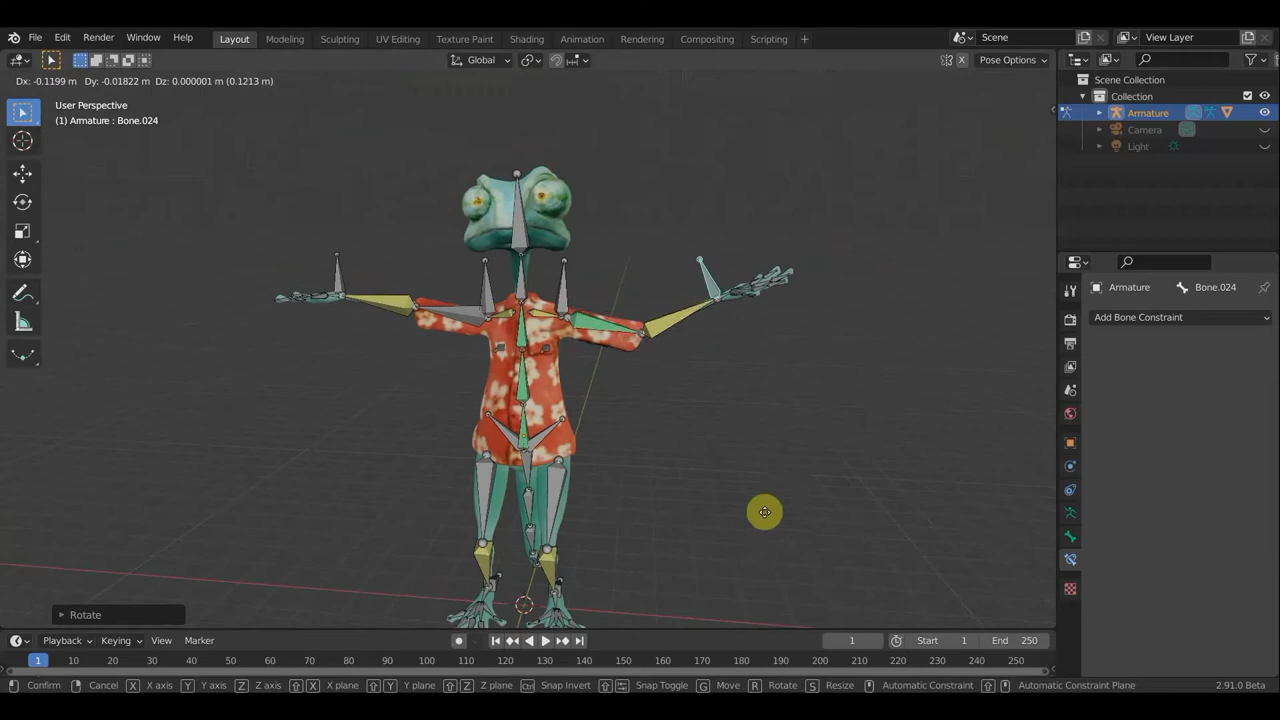 File Edit Render Window Help Layout Modeling Sculpting UV Editing Texture Paint Shading Animation Rendering Compositing Scripting + Scene View Layer
Global X Pose Options
Dx: -0.1199 m Dy: -0.01822 m Dz: 0.000001 m (0.1213 m)
User Perspective
(1) Armature : Bone.024
Scene Collection
Collection
Armature
Camera
Light
Armature Bone.024
Add Bone Constraint
Rotate
Playback Keying View Marker 1 Start 1 End 250
1 10 20 30 40 50 60 70 80 90 100 110 120 130 140 150 160 170 180 190 200 210 220 230 240 250
Confirm Cancel X X axis Y Y axis Z Z axis X X plane Y Y plane Z Z plane Ctrl Snap Invert Snap Toggle G Move R Rotate S Resize Automatic Constraint Automatic Constraint Plane 2.91.0 Beta